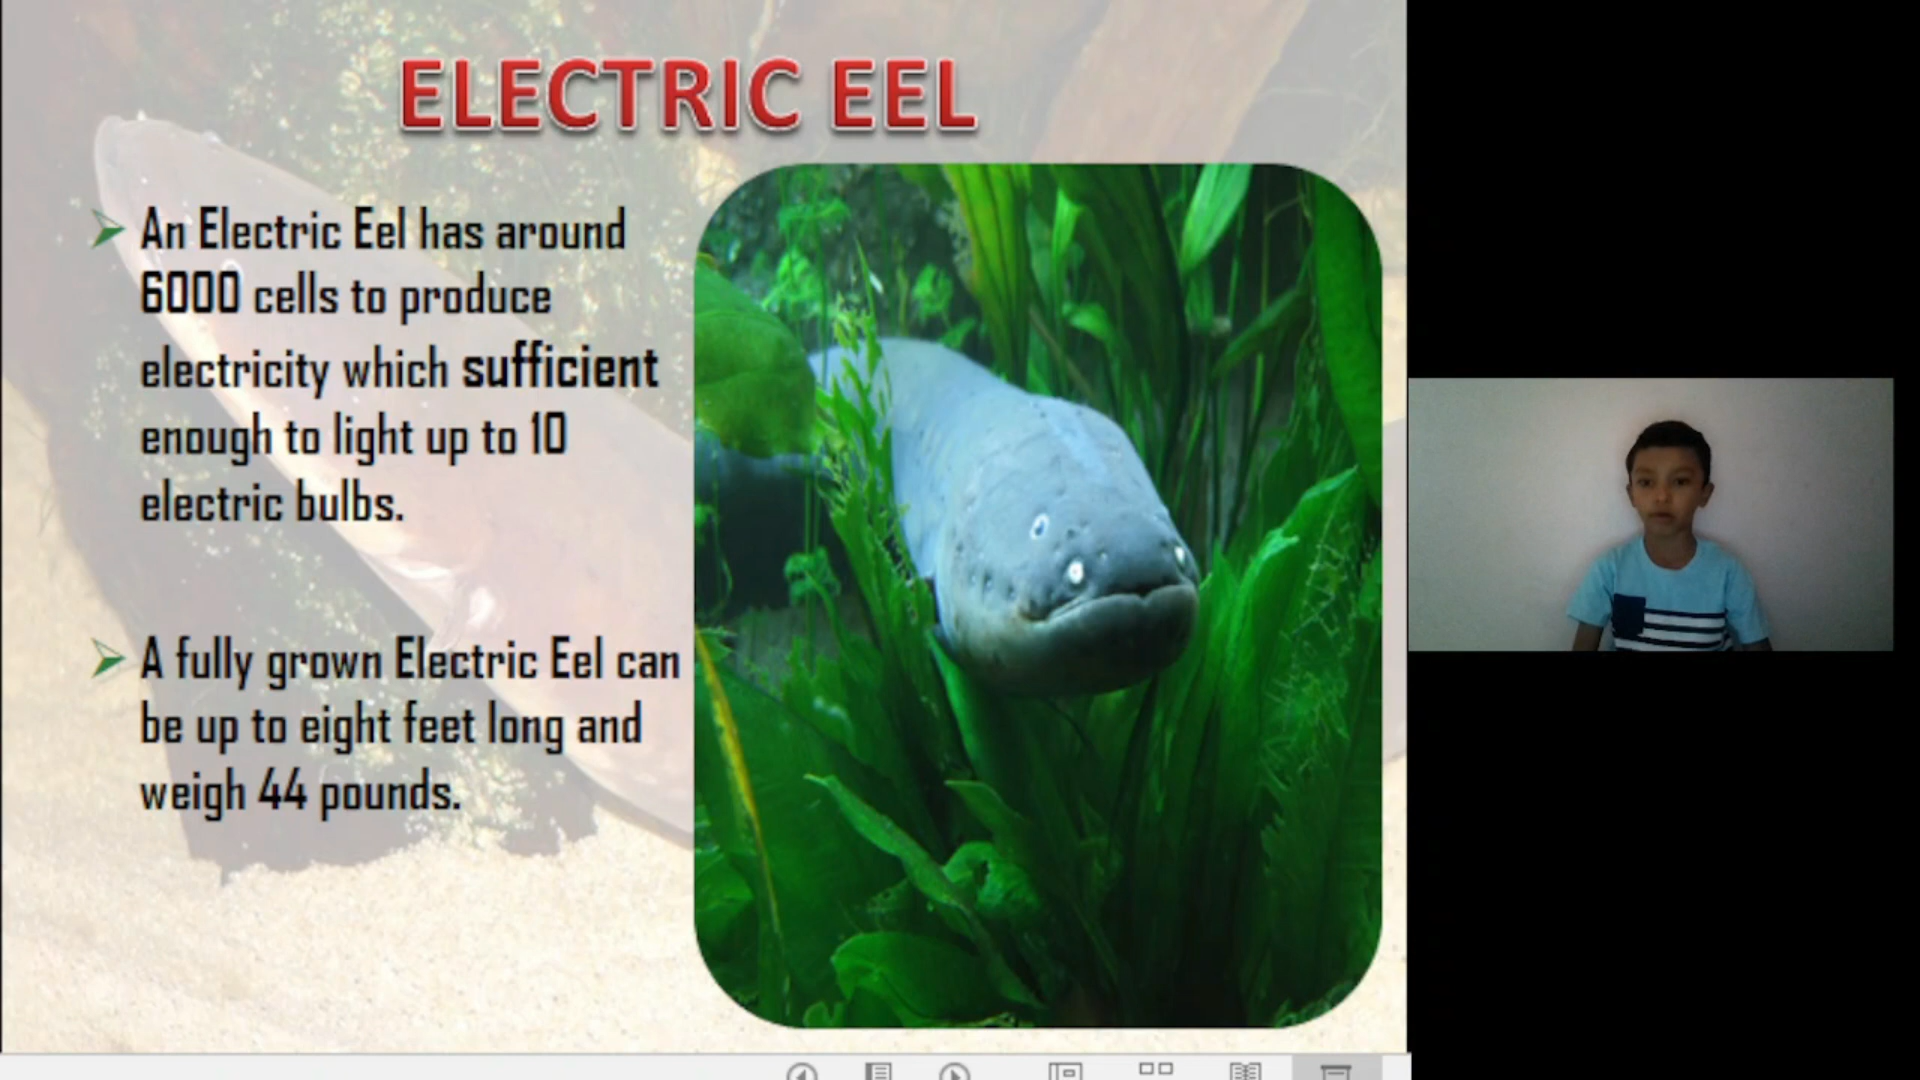 ELECTRIC EEL
An Electric Eel has around
6000 cells to produce
electricity which sufficient
enough to light up to 10
electric bulbs.
A fully grown Electric Eel can
be up to eight feet long and
weigh 44 pounds.